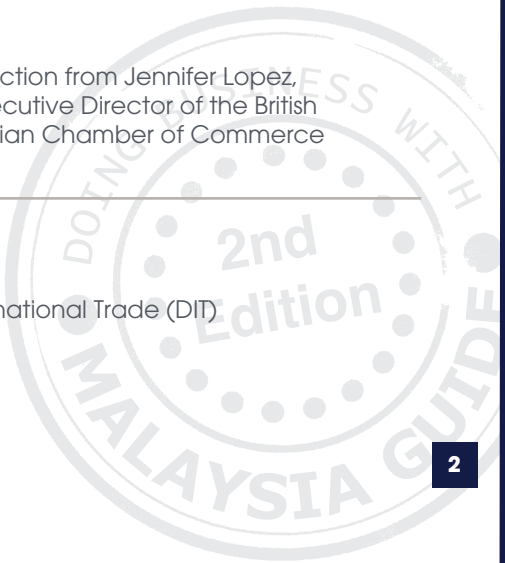 ction from Jennifer Lopez,
ecutive Director of the British
ian Chamber of Commerce
DOING BUSINESS WITH
2nd
Edition
national Trade (DIT)
MALAYSIA GUIDE
2